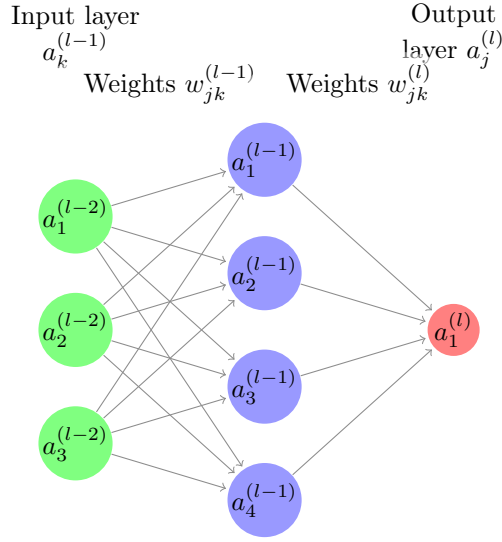 Input layer
a_k^{(l−1)}
Output
layer a_j^{(l)}
Weights w_{jk}^{(l−1)}
Weights w_{jk}^{(l)}
a_1^{(l−2)}
a_2^{(l−2)}
a_3^{(l−2)}
a_1^{(l−1)}
a_2^{(l−1)}
a_3^{(l−1)}
a_4^{(l−1)}
a_1^{(l)}